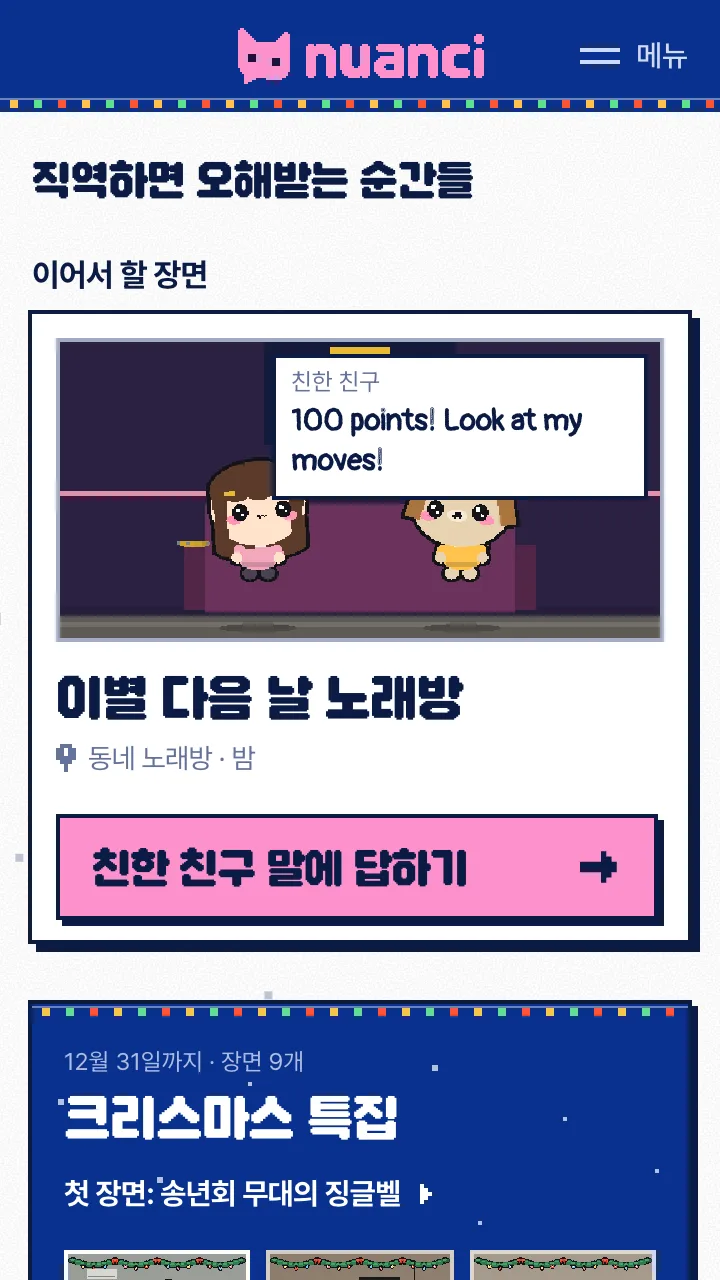 nuanci
메뉴
직역하면 오해받는 순간들
이어서 할 장면
친한 친구
100 points! Look at my
moves!
이별 다음 날 노래방
동네 노래방 · 밤
친한 친구 말에 답하기
12월 31일까지 · 장면 9개
크리스마스 특집
첫 장면: 송년회 무대의 징글벨